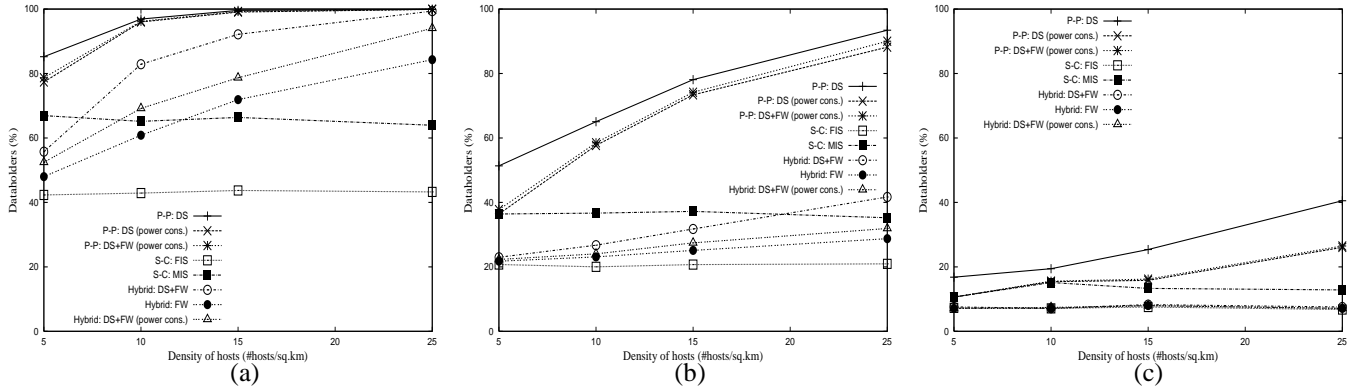 Dataholders (%)
100
80
60
40
20
0
P-P: DS
P-P: DS (power cons.)
P-P: DS+FW (power cons.)
S-C: FIS
S-C: MIS
Hybrid: DS+FW
Hybrid: FW
Hybrid: DS+FW (power cons.)
5 10 15 20 25
Density of hosts (#hosts/sq.km)
(a)
Dataholders (%)
100
80
60
40
20
0
P-P: DS
P-P: DS (power cons.)
P-P: DS+FW (power cons.)
S-C: FIS
S-C: MIS
Hybrid: DS+FW
Hybrid: FW
Hybrid: DS+FW (power cons.)
5 10 15 20 25
Density of hosts (#hosts/sq.km)
(b)
Dataholders (%)
100
80
60
40
20
0
P-P: DS
P-P: DS (power cons.)
P-P: DS+FW (power cons.)
S-C: FIS
S-C: MIS
Hybrid: DS+FW
Hybrid: FW
Hybrid: DS+FW (power cons.)
5 10 15 20 25
Density of hosts (#hosts/sq.km)
(c)